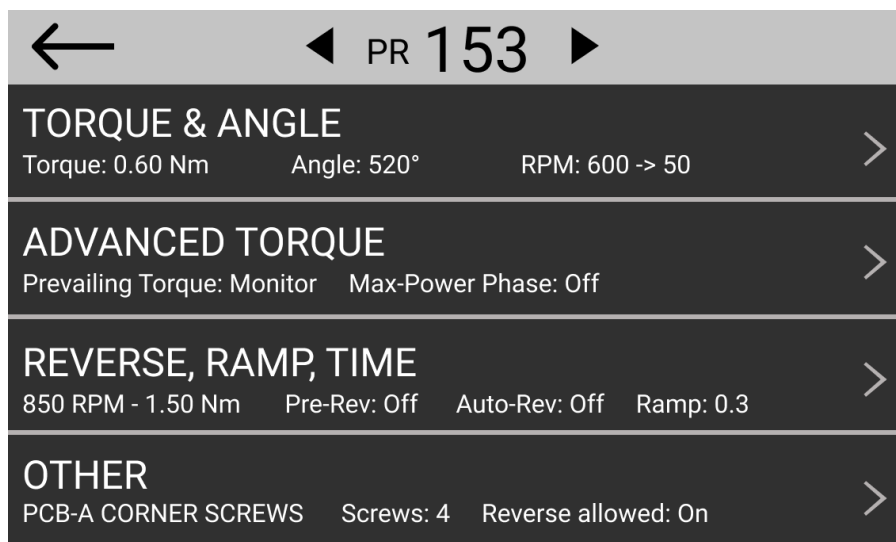 PR 153
TORQUE & ANGLE
Torque: 0.60 Nm Angle: 520° RPM: 600 -> 50
ADVANCED TORQUE
Prevailing Torque: Monitor Max-Power Phase: Off
REVERSE, RAMP, TIME
850 RPM - 1.50 Nm Pre-Rev: Off Auto-Rev: Off Ramp: 0.3
OTHER
PCB-A CORNER SCREWS Screws: 4 Reverse allowed: On